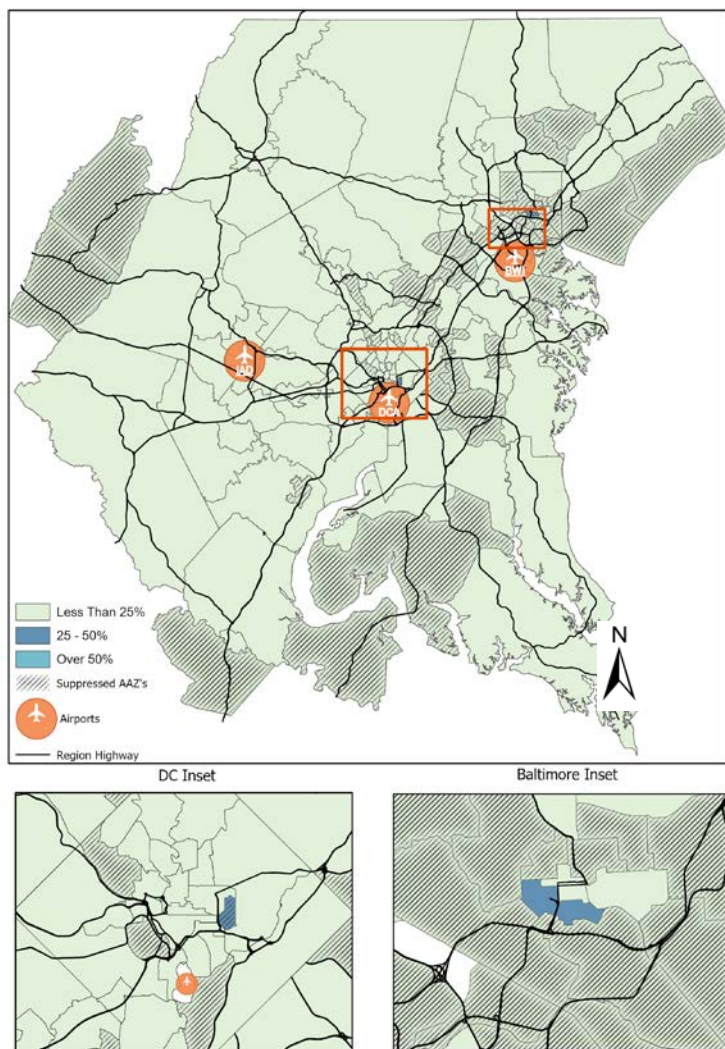 BWI
IAD
DCA
Less Than 25%
25 - 50%
Over 50%
Suppressed AAZ's
Airports
Region Highway
N
DC Inset
Baltimore Inset